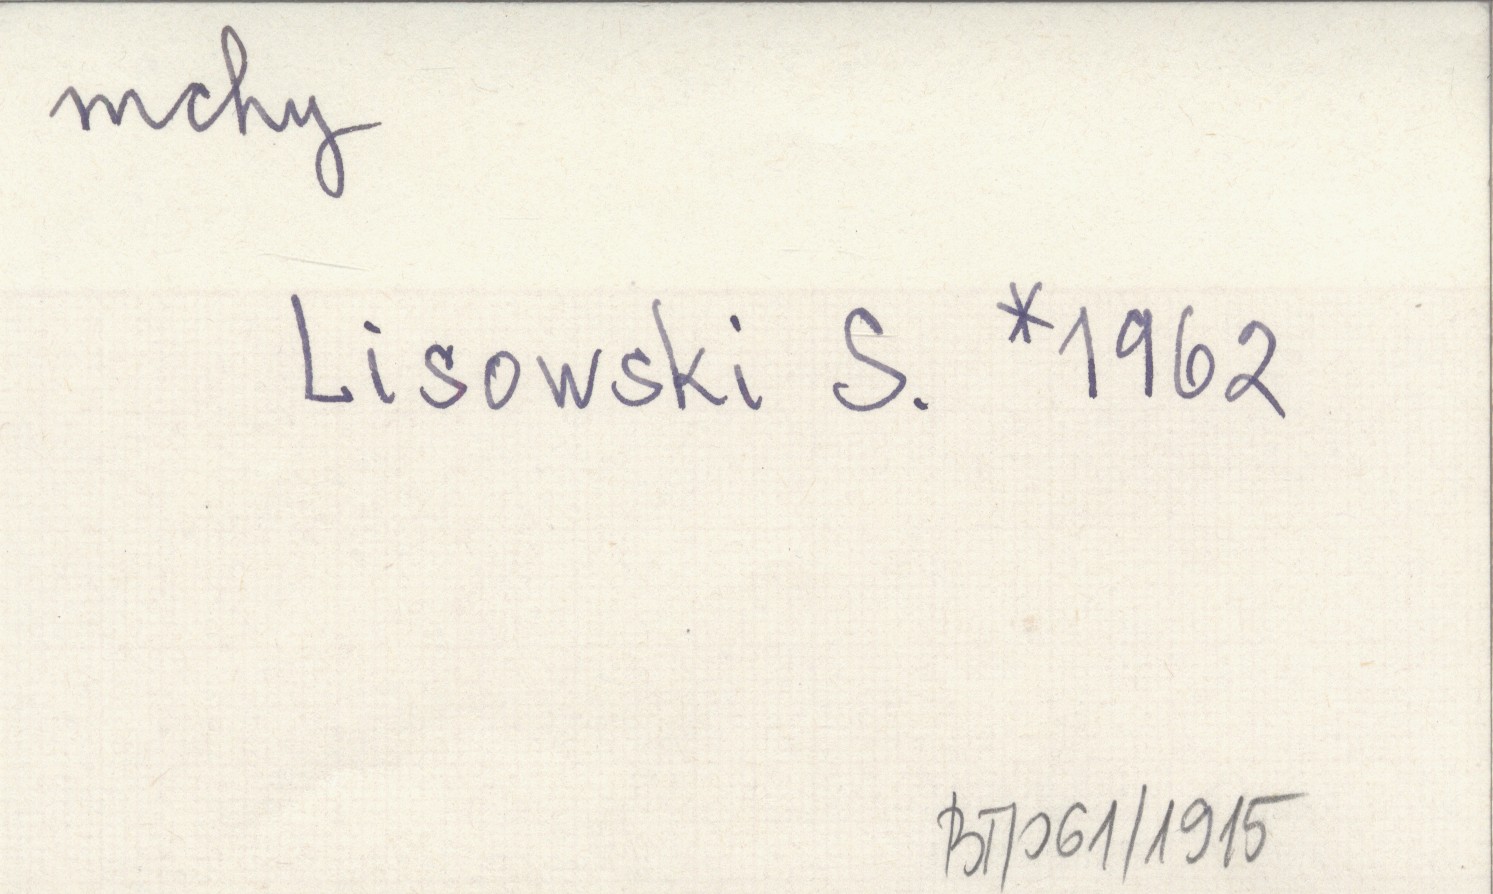 mchy
Lisowski S. *1962
BT/061/1915